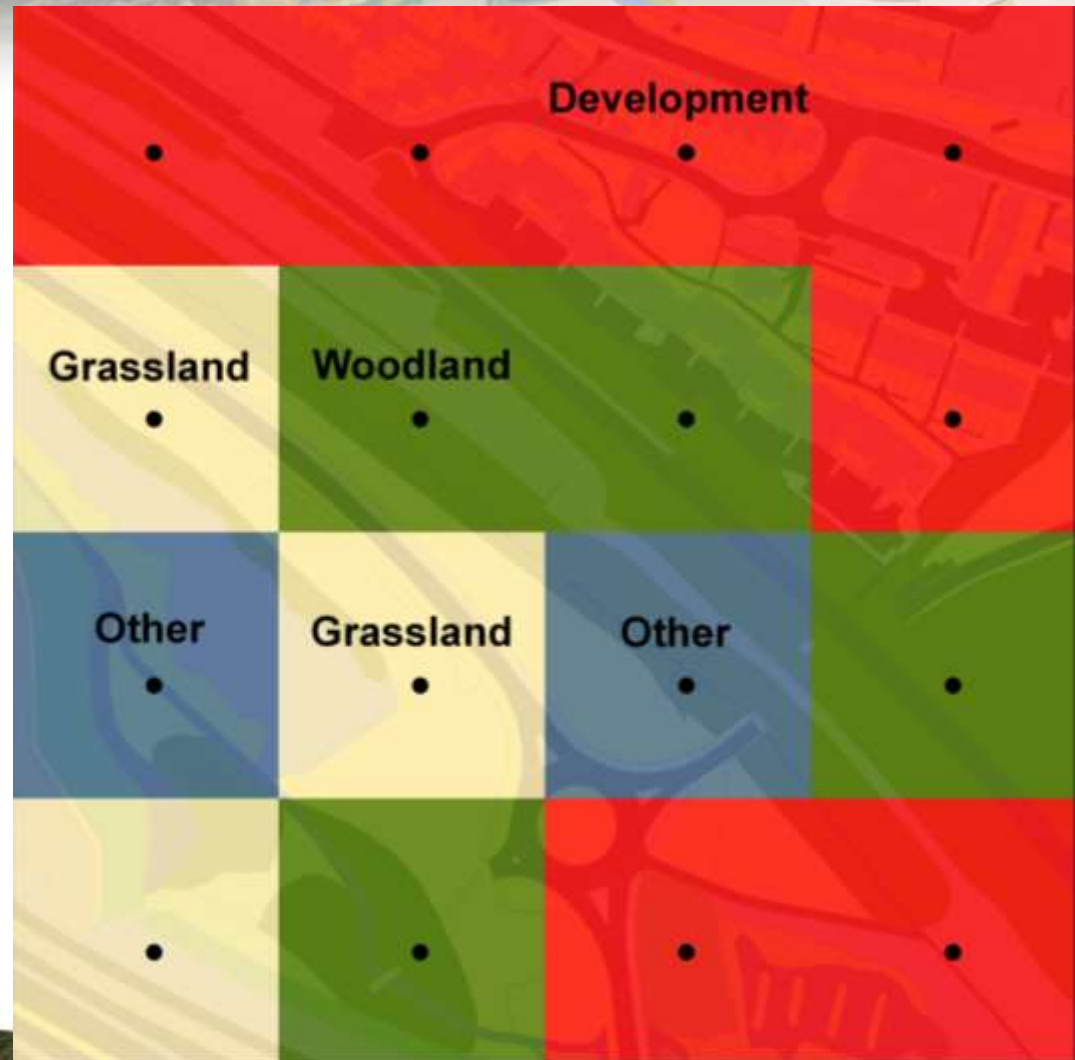 Development
Grassland
Woodland
Other
Grassland
Other